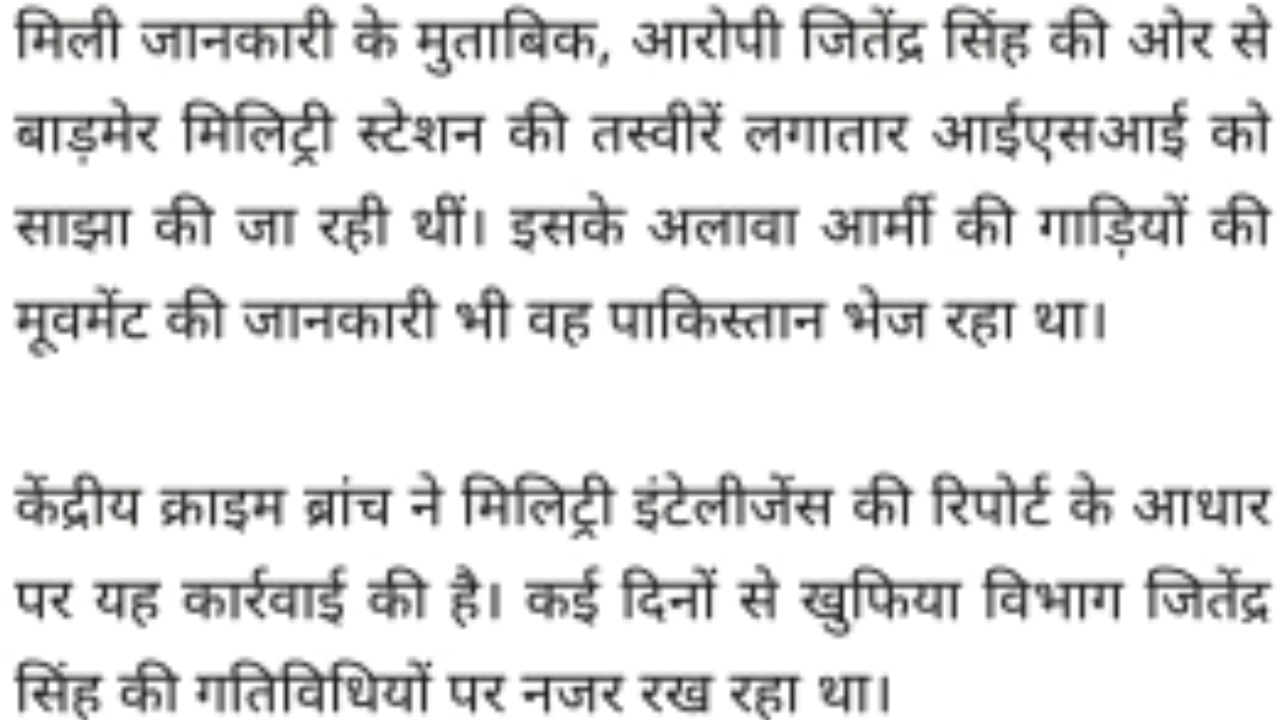 मिली जानकारी के मुताबिक, आरोपी जितेंद्र सिंह की ओर से
बाड़मेर मिलिट्री स्टेशन की तस्वीरें लगातार आईएसआई को
साझा की जा रही थीं। इसके अलावा आर्मी की गाड़ियों की
मूवमेंट की जानकारी भी वह पाकिस्तान भेज रहा था।
केंद्रीय क्राइम ब्रांच ने मिलिट्री इंटेलीजेंस की रिपोर्ट के आधार
पर यह कार्रवाई की है। कई दिनों से खुफिया विभाग जितेंद्र
सिंह की गतिविधियों पर नजर रख रहा था।